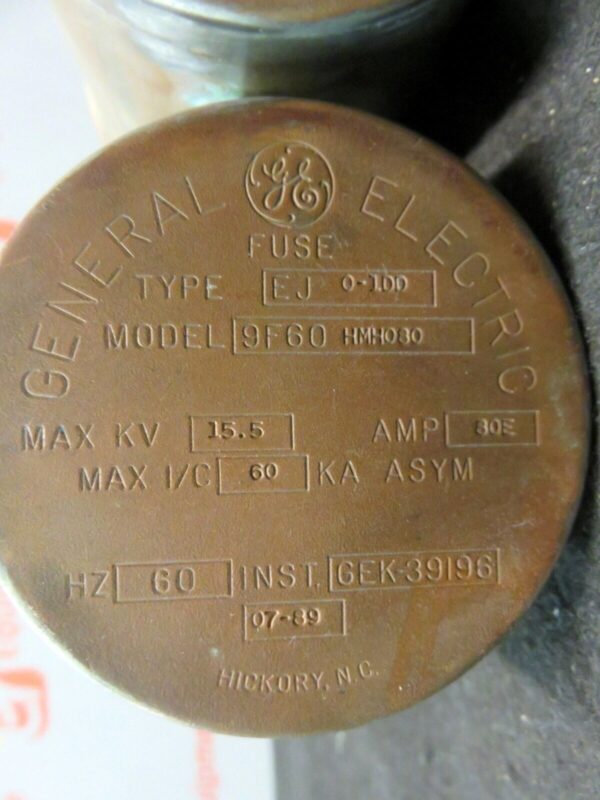 GENERAL GE ELECTRIC
FUSE
TYPE EJ 0-100
MODEL 9F60 HMH080
MAX KV 15.5 AMP 80E
MAX I/C 60 KA ASYM
HZ 60 INST. GEK-39196
07-89
HICKORY, N.C.